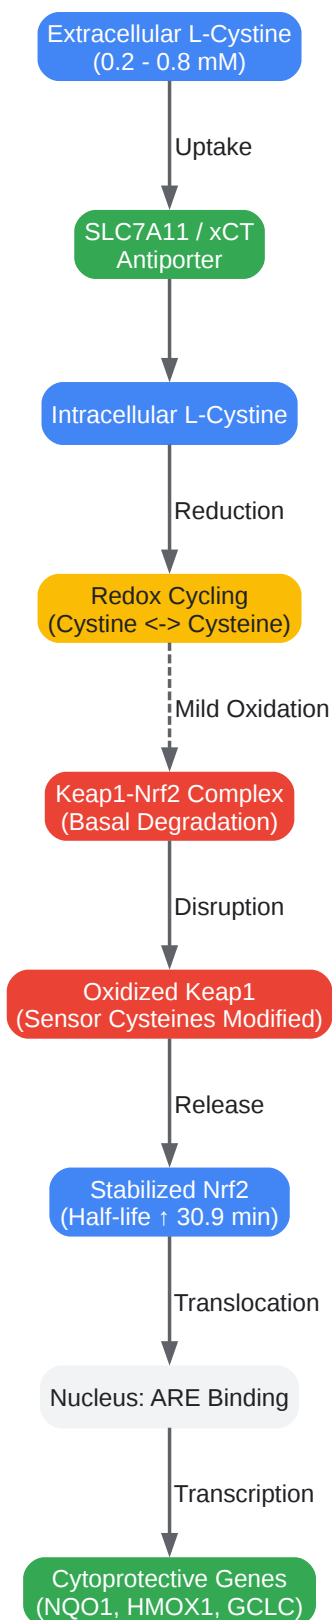 Extracellular L-Cystine
(0.2 - 0.8 mM)
Uptake
SLC7A11 / xCT
Antiporter
Intracellular L-Cystine
Reduction
Redox Cycling
(Cystine <-> Cysteine)
Mild Oxidation
Keap1-Nrf2 Complex
(Basal Degradation)
Disruption
Oxidized Keap1
(Sensor Cysteines Modified)
Release
Stabilized Nrf2
(Half-life ↑ 30.9 min)
Translocation
Nucleus: ARE Binding
Transcription
Cytoprotective Genes
(NQO1, HMOX1, GCLC)